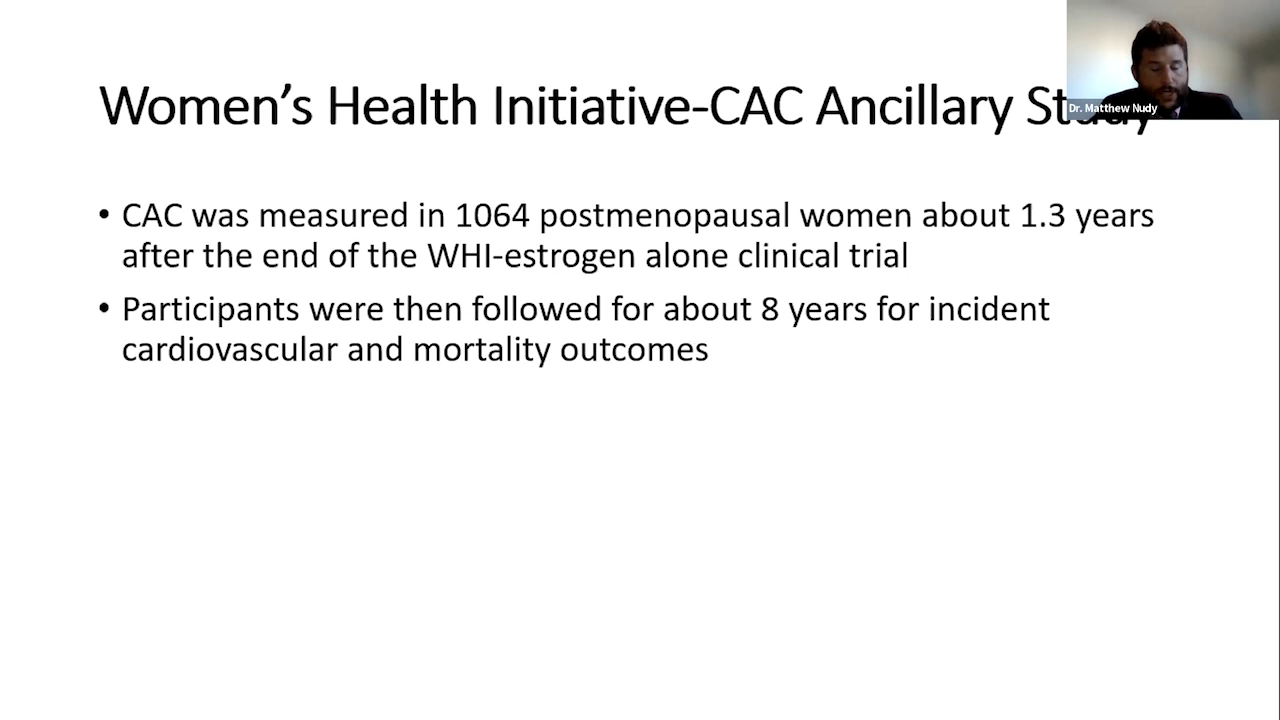 Women's Health Initiative-CAC Ancillary Study
Dr. Matthew Nudy
• CAC was measured in 1064 postmenopausal women about 1.3 years
after the end of the WHI-estrogen alone clinical trial
• Participants were then followed for about 8 years for incident
cardiovascular and mortality outcomes